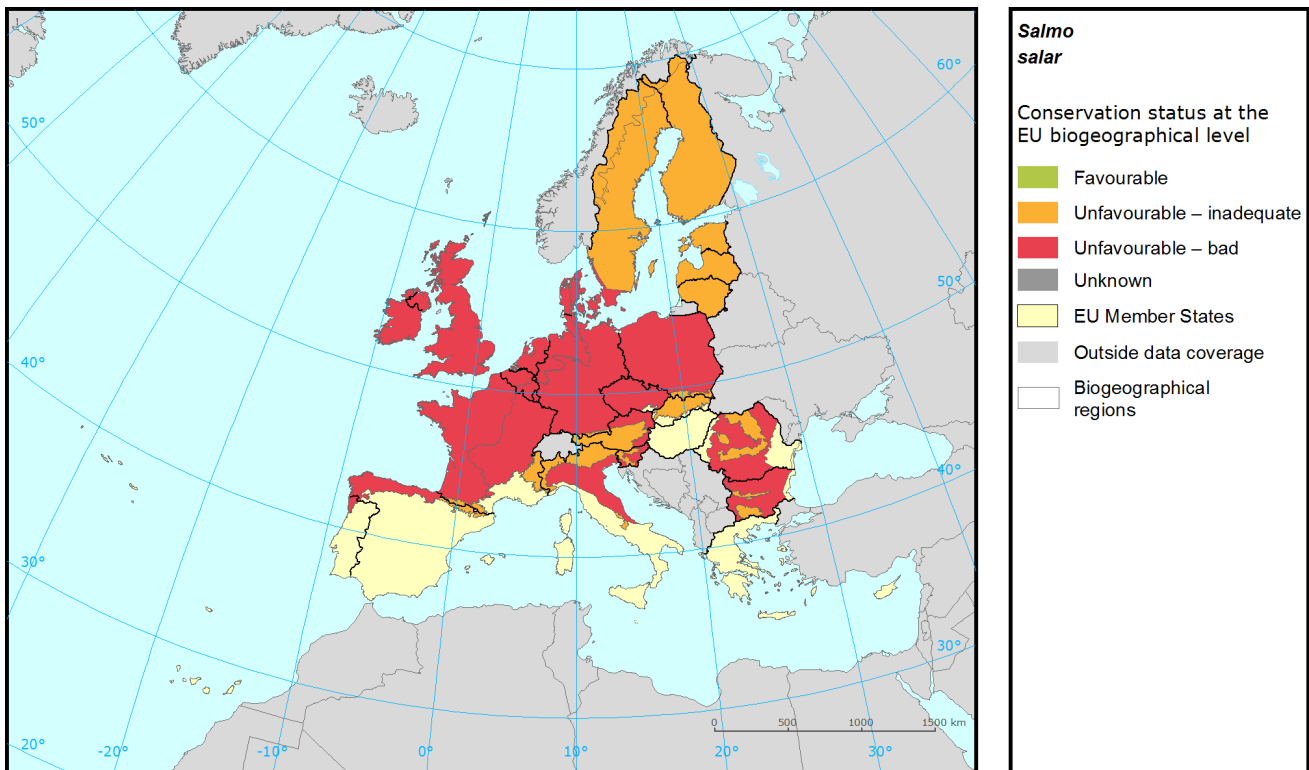 60°
50°
50°
40°
40°
30°
30°
20°
-20°
-10°
0°
10°
20°
30°
0
500
1000
1500 km
Salmo
salar
Conservation status at the
EU biogeographical level
Favourable
Unfavourable – inadequate
Unfavourable – bad
Unknown
EU Member States
Outside data coverage
Biogeographical
regions